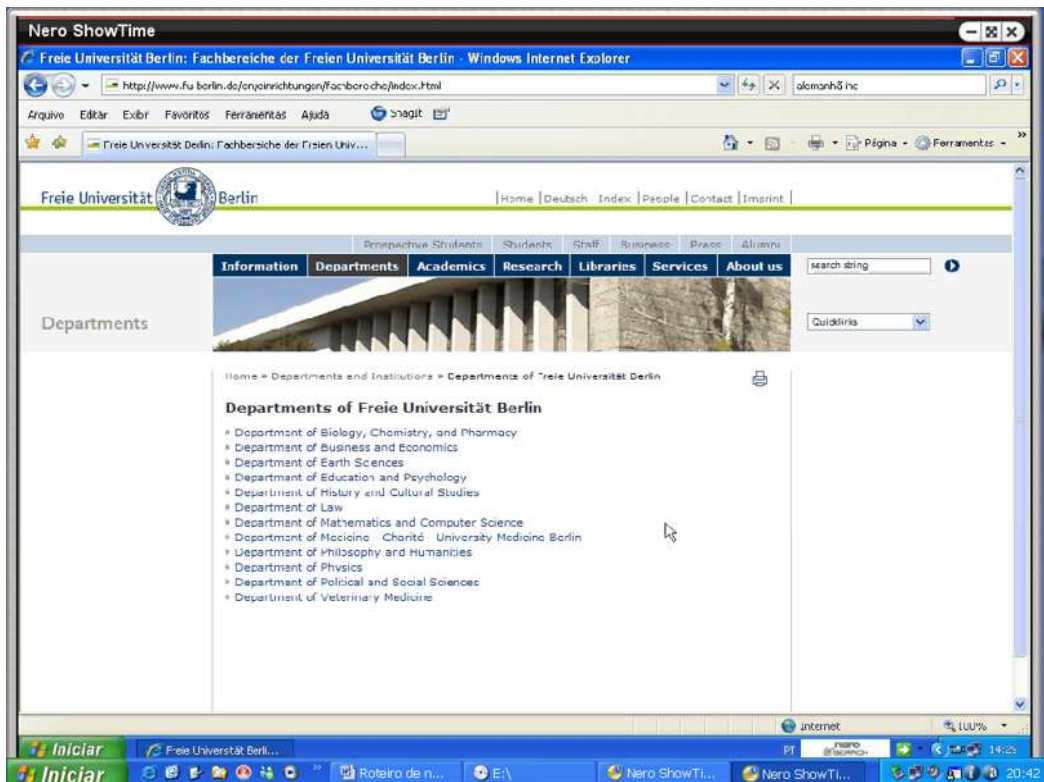 Nero ShowTime
Freie Universität Berlin: Fachbereiche der Freien Universität Berlin - Windows Internet Explorer
alemanhã inc
Arquivo Editar Exibir Favoritos Ferramentas Ajuda SnagIt
Freie Universität Berlin: Fachbereiche der Freien Univ...
Página Ferramentas
Freie Universität Berlin
Home | Deutsch Index | People | Contact | Imprint |
Prospective Students Students Staff Business Press Alumni
Information Departments Academics Research Libraries Services About us search string
Departments
Quicklinks
Home » Departments and Institutions » Departments of Freie Universität Berlin
Departments of Freie Universität Berlin
» Department of Biology, Chemistry, and Pharmacy
» Department of Business and Economics
» Department of Earth Sciences
» Department of Education and Psychology
» Department of History and Cultural Studies
» Department of Law
» Department of Mathematics and Computer Science
» Department of Medicine - Charité - University Medicine Berlin
» Department of Philosophy and Humanities
» Department of Physics
» Department of Political and Social Sciences
» Department of Veterinary Medicine
Internet 100%
Iniciar Freie Universität Berli... PT nero SEARCH 14:25
Iniciar Roteiro de n... E:\ Nero ShowTi... Nero ShowTi... 20:42